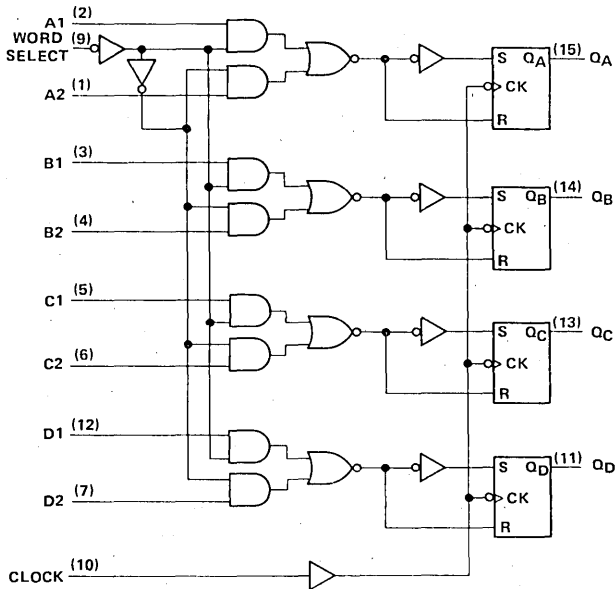 A1 (2)
WORD (9)
SELECT
A2 (1)
S QA (15) QA
CK
R
B1 (3)
B2 (4)
S QB (14) QB
CK
R
C1 (5)
C2 (6)
S QC (13) QC
CK
R
D1 (12)
D2 (7)
S QD (11) QD
CK
R
CLOCK (10)